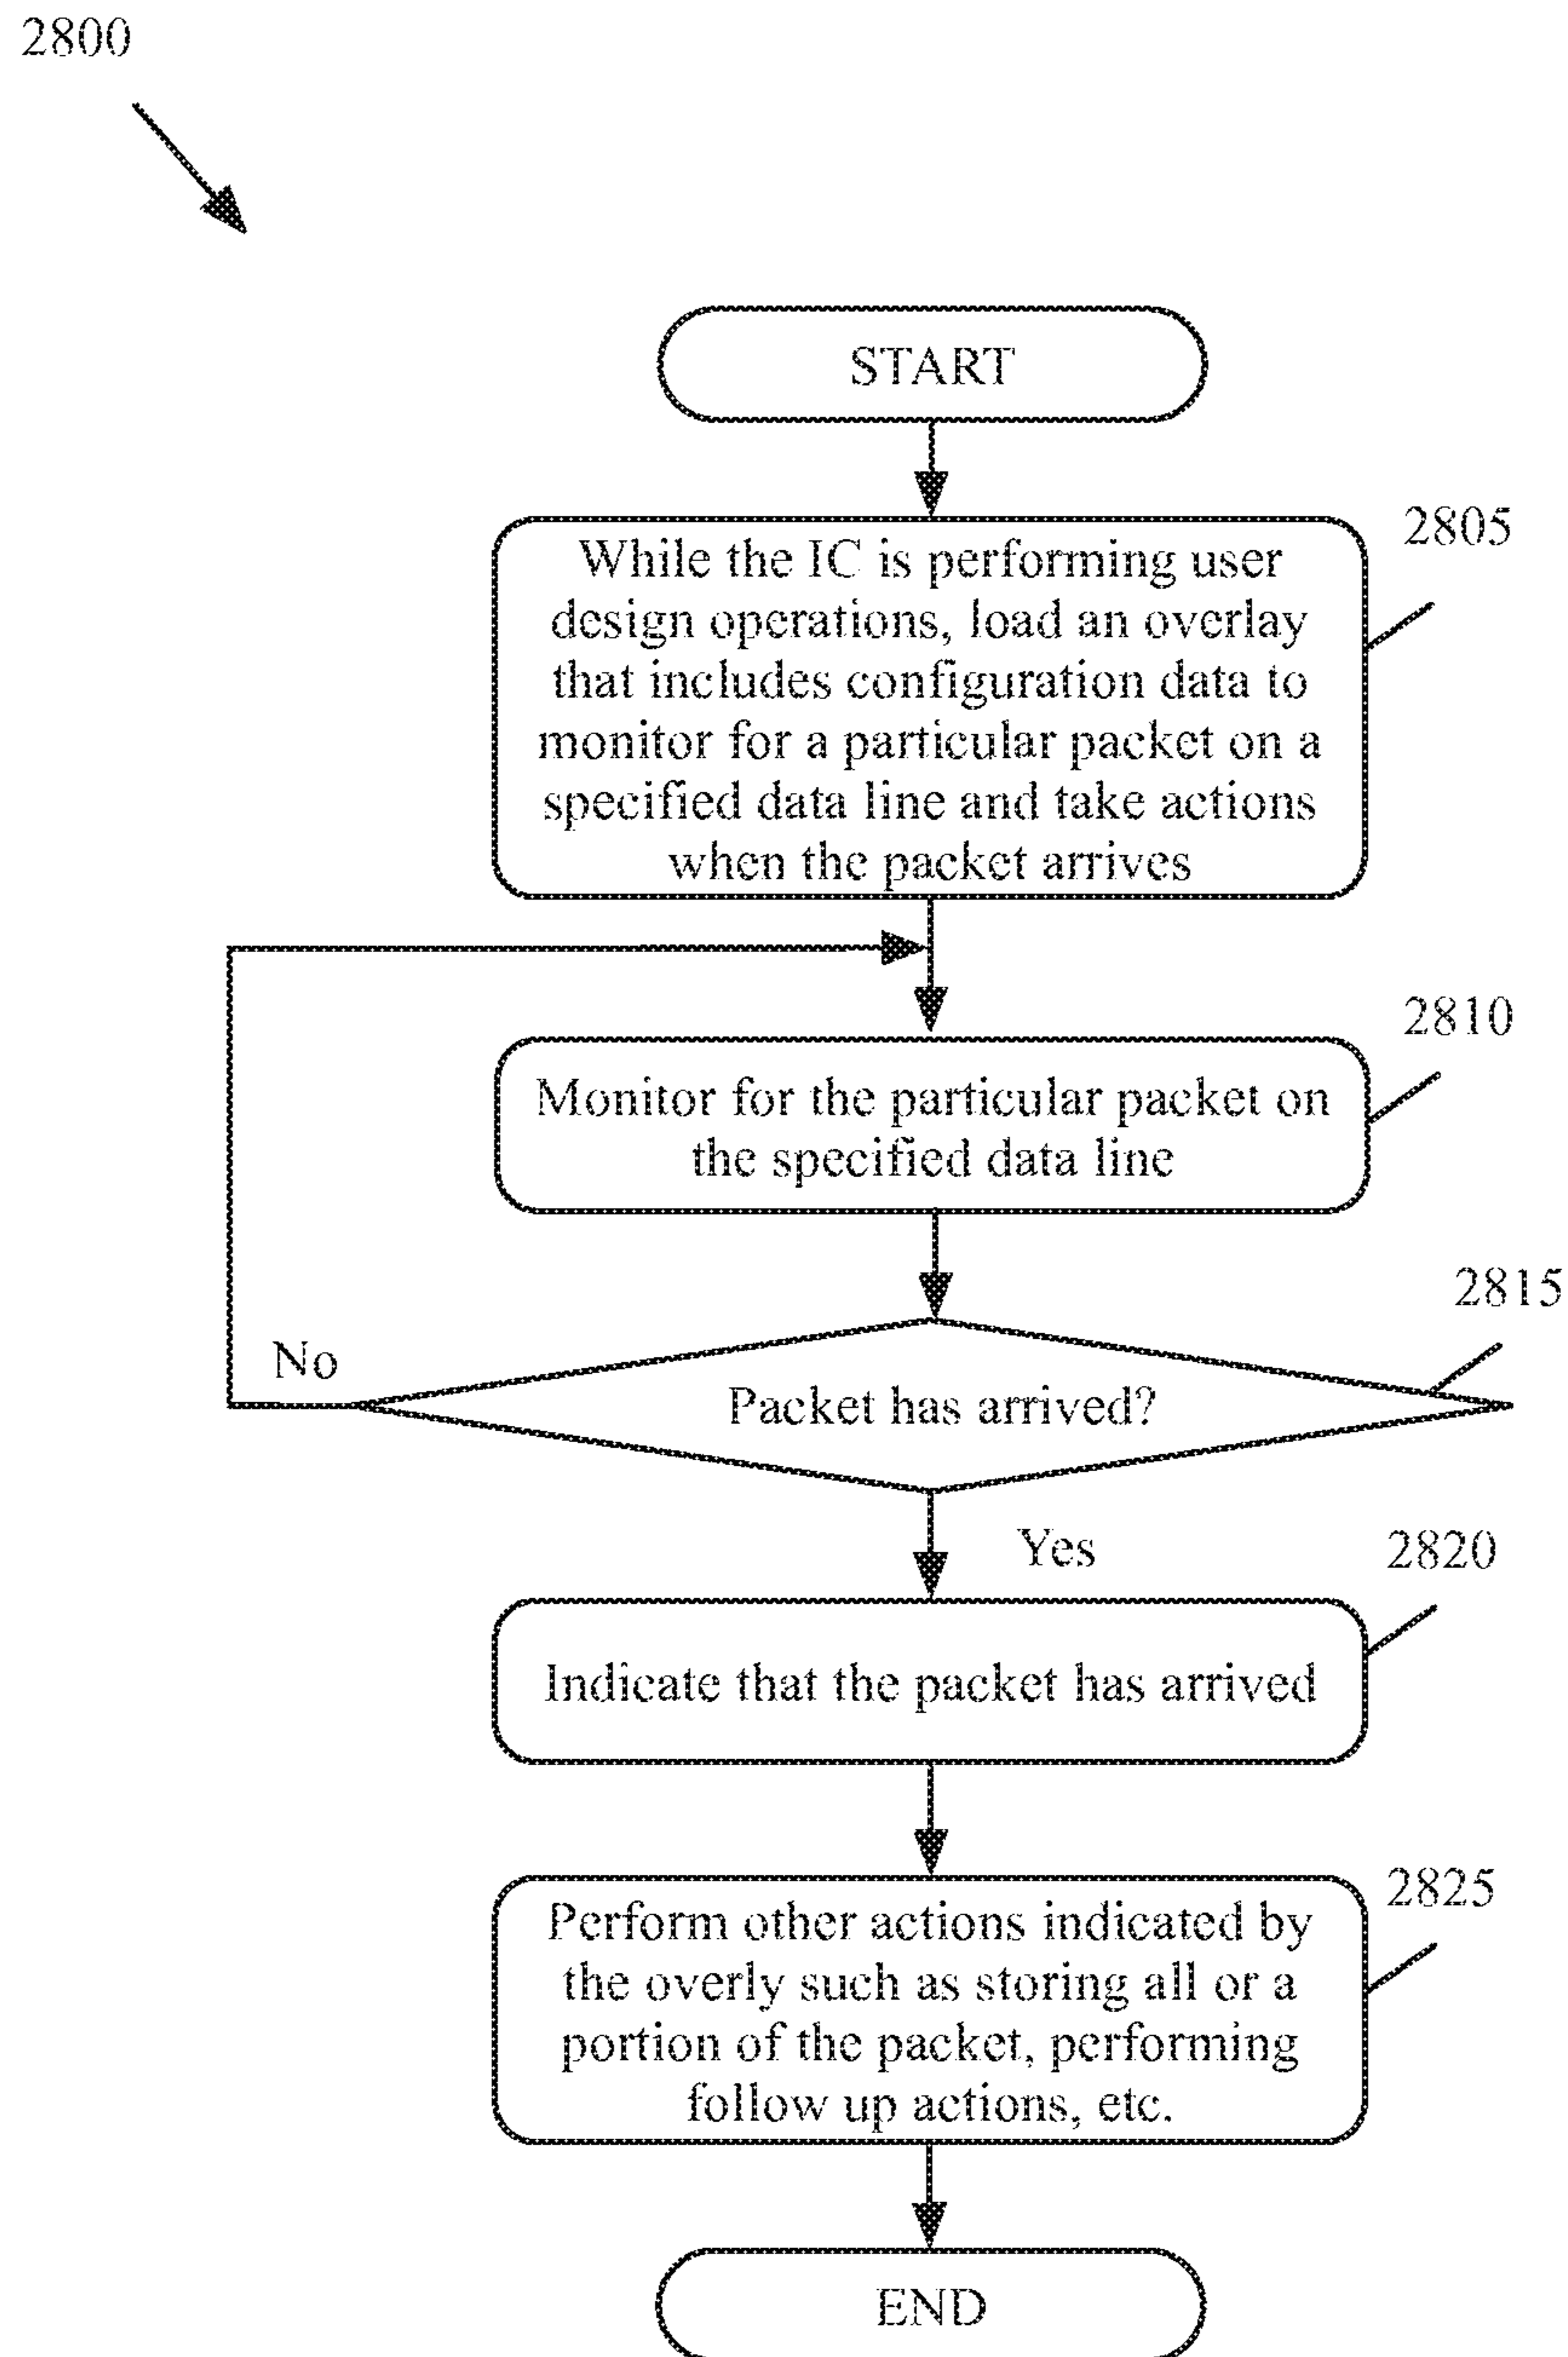 2800
START
2805
While the IC is performing user
design operations, load an overlay
that includes configuration data to
monitor for a particular packet on a
specified data line and take actions
when the packet arrives
2810
Monitor for the particular packet on
the specified data line
2815
No
Packet has arrived?
Yes
2820
Indicate that the packet has arrived
2825
Perform other actions indicated by
the overly such as storing all or a
portion of the packet, performing
follow up actions, etc.
END